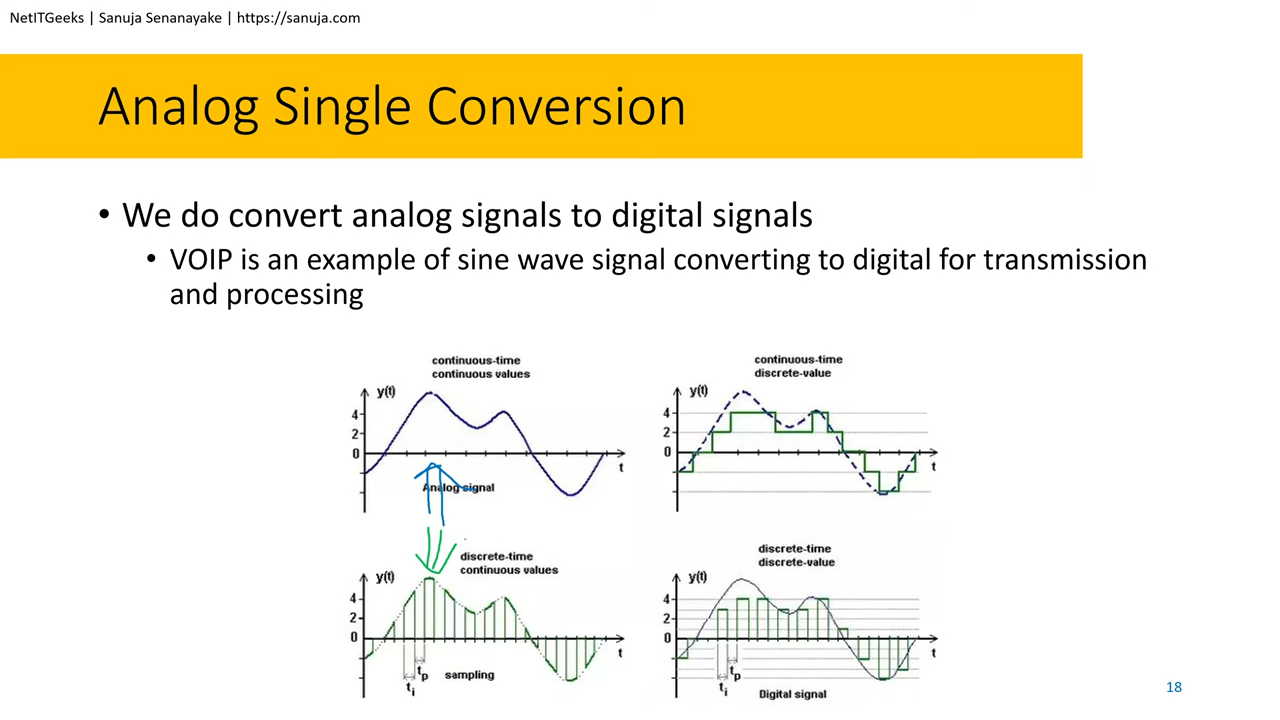 NetITGeeks | Sanuja Senanayake | https://sanuja.com
Analog Single Conversion
• We do convert analog signals to digital signals
• VOIP is an example of sine wave signal converting to digital for transmission
and processing
continuous-time
continuous values
y(t)
4
2
0
t
Analog signal
continuous-time
discrete-value
y(t)
4
2
0
t
discrete-time
continuous values
y(t)
4
2
0
t
tp
ti
sampling
discrete-time
discrete-value
y(t)
4
2
0
t
tp
ti
Digital signal
18